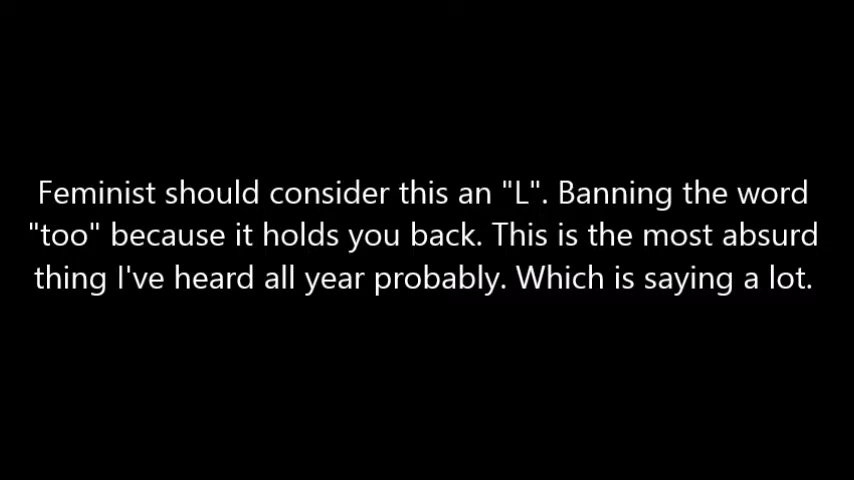 Feminist should consider this an "L". Banning the word
"too" because it holds you back. This is the most absurd
thing I've heard all year probably. Which is saying a lot.